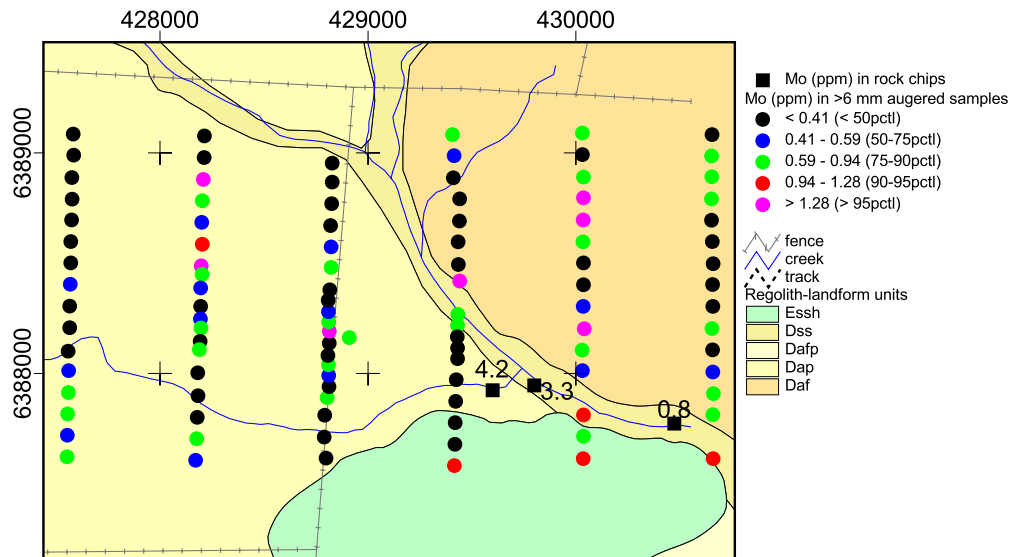 428000 429000 430000
6389000
6388000
4.2
3.3
0.8
Mo (ppm) in rock chips
Mo (ppm) in >6 mm augered samples
< 0.41 (< 50pctl)
0.41 - 0.59 (50-75pctl)
0.59 - 0.94 (75-90pctl)
0.94 - 1.28 (90-95pctl)
> 1.28 (> 95pctl)
fence
creek
track
Regolith-landform units
Essh
Dss
Dafp
Dap
Daf